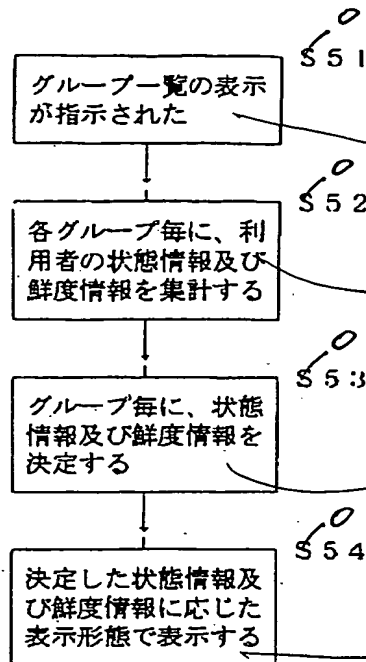 S51
グループ一覧の表示
が指示された
S52
各グループ毎に、利
用者の状態情報及び
鮮度情報を集計する
S53
グループ毎に、状態
情報及び鮮度情報を
決定する
S54
決定した状態情報及
び鮮度情報に応じた
表示形態で表示する